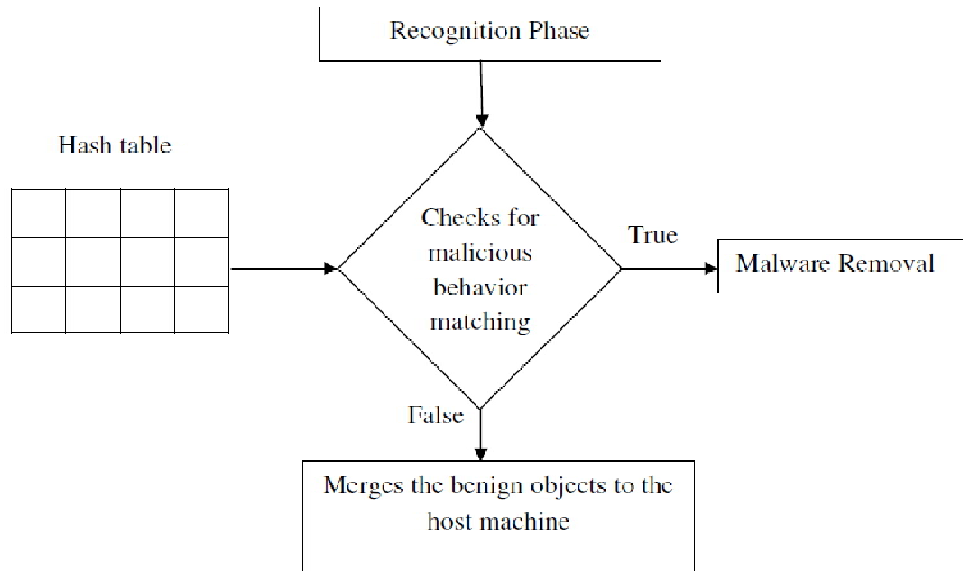 Recognition Phase
Hash table
Checks for
malicious
behavior
matching
True
Malware Removal
False
Merges the benign objects to the
host machine